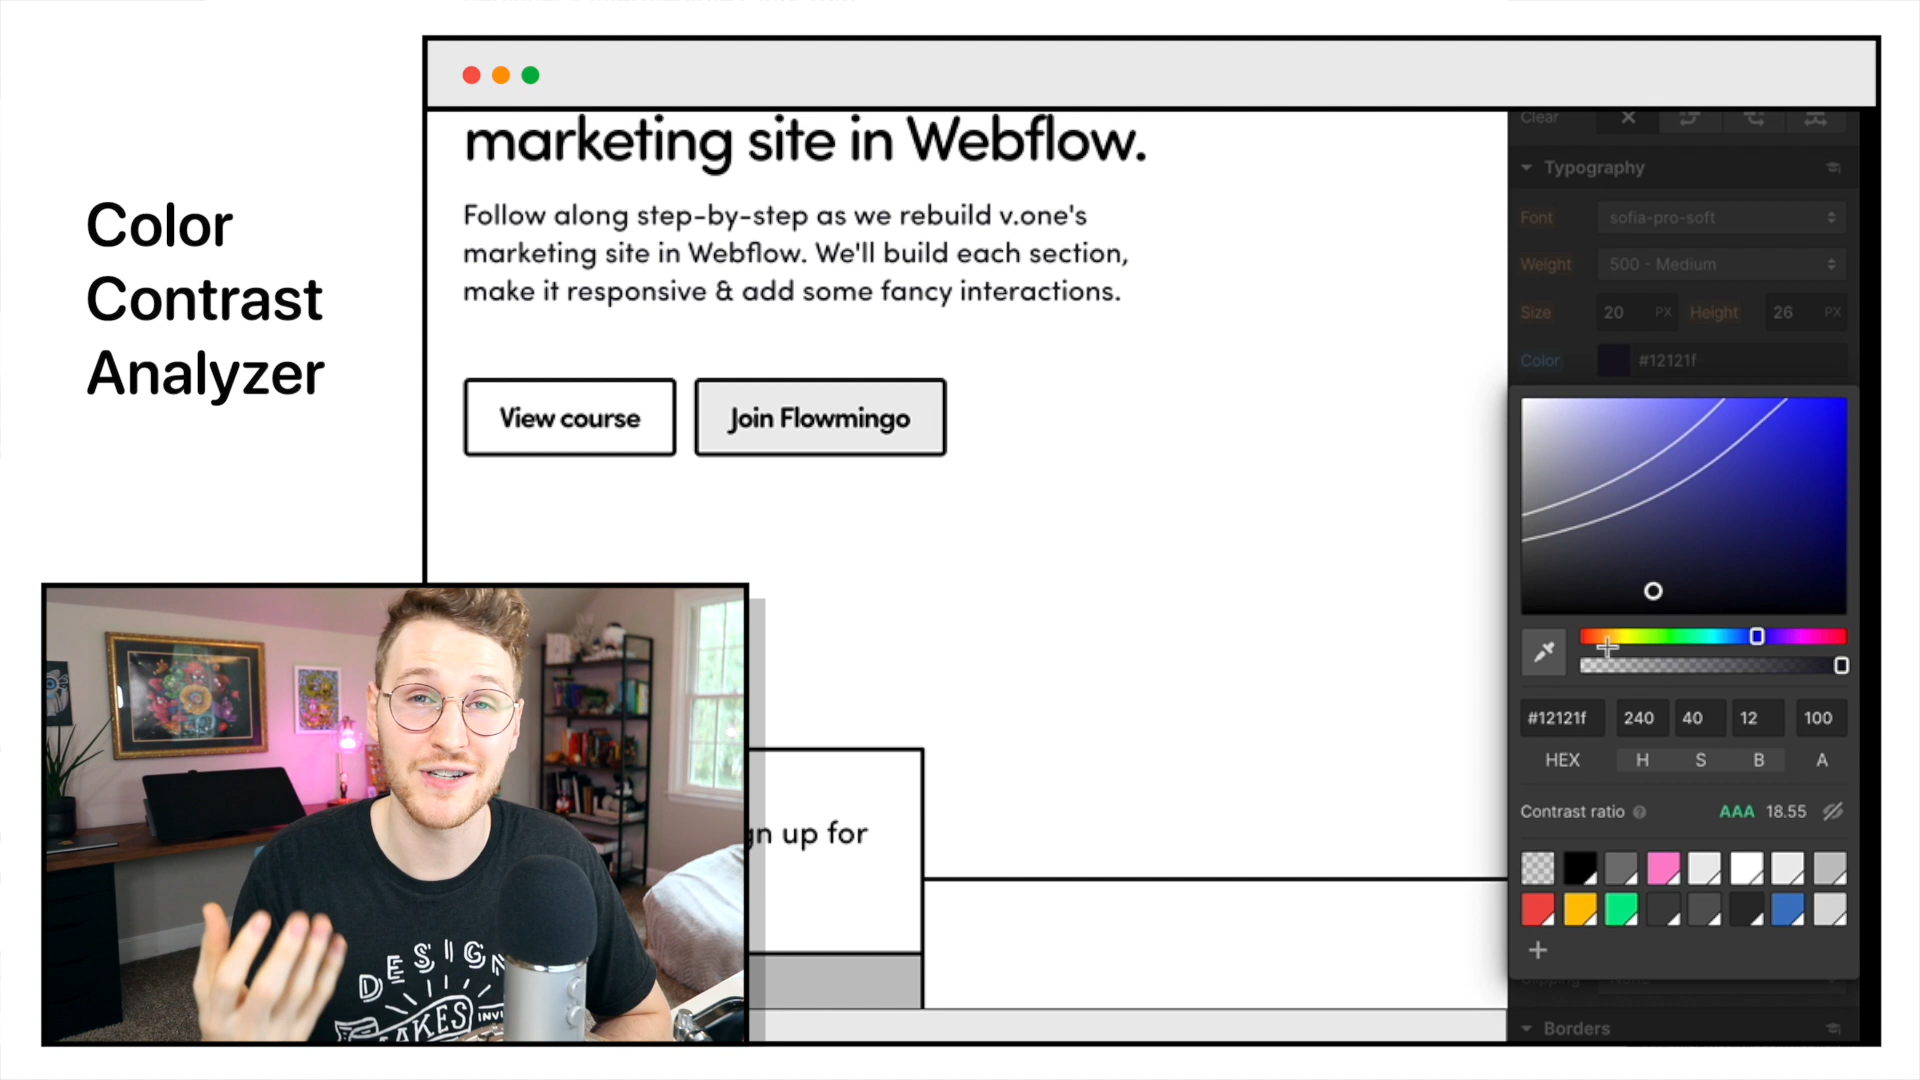 Color
Contrast
Analyzer
marketing site in Webflow.
Follow along step-by-step as we rebuild v.one's
marketing site in Webflow. We'll build each section,
make it responsive & add some fancy interactions.
View course
Join Flowmingo
gn up for
Clear
Typography
Font sofia-pro-soft
Weight 500 - Medium
Size 20 PX Height 26 PX
Color #12121f
#12121f 240 40 12 100
HEX H S B A
Contrast ratio AAA 18.55
Borders
DESIGN
MAKES